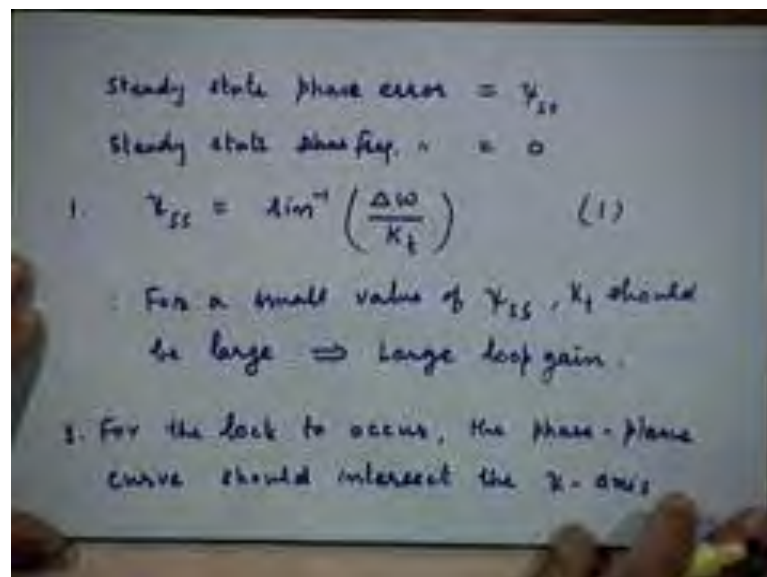 Steady state phase error = ψss
Steady state freq. " = 0
1. ψss = sin⁻¹ (Δω / Kt) (1)
: For a small value of ψss, Kt should
be large ⇒ Large loop gain.
2. For the lock to occur, the phase-plane
curve should intersect the x-axis